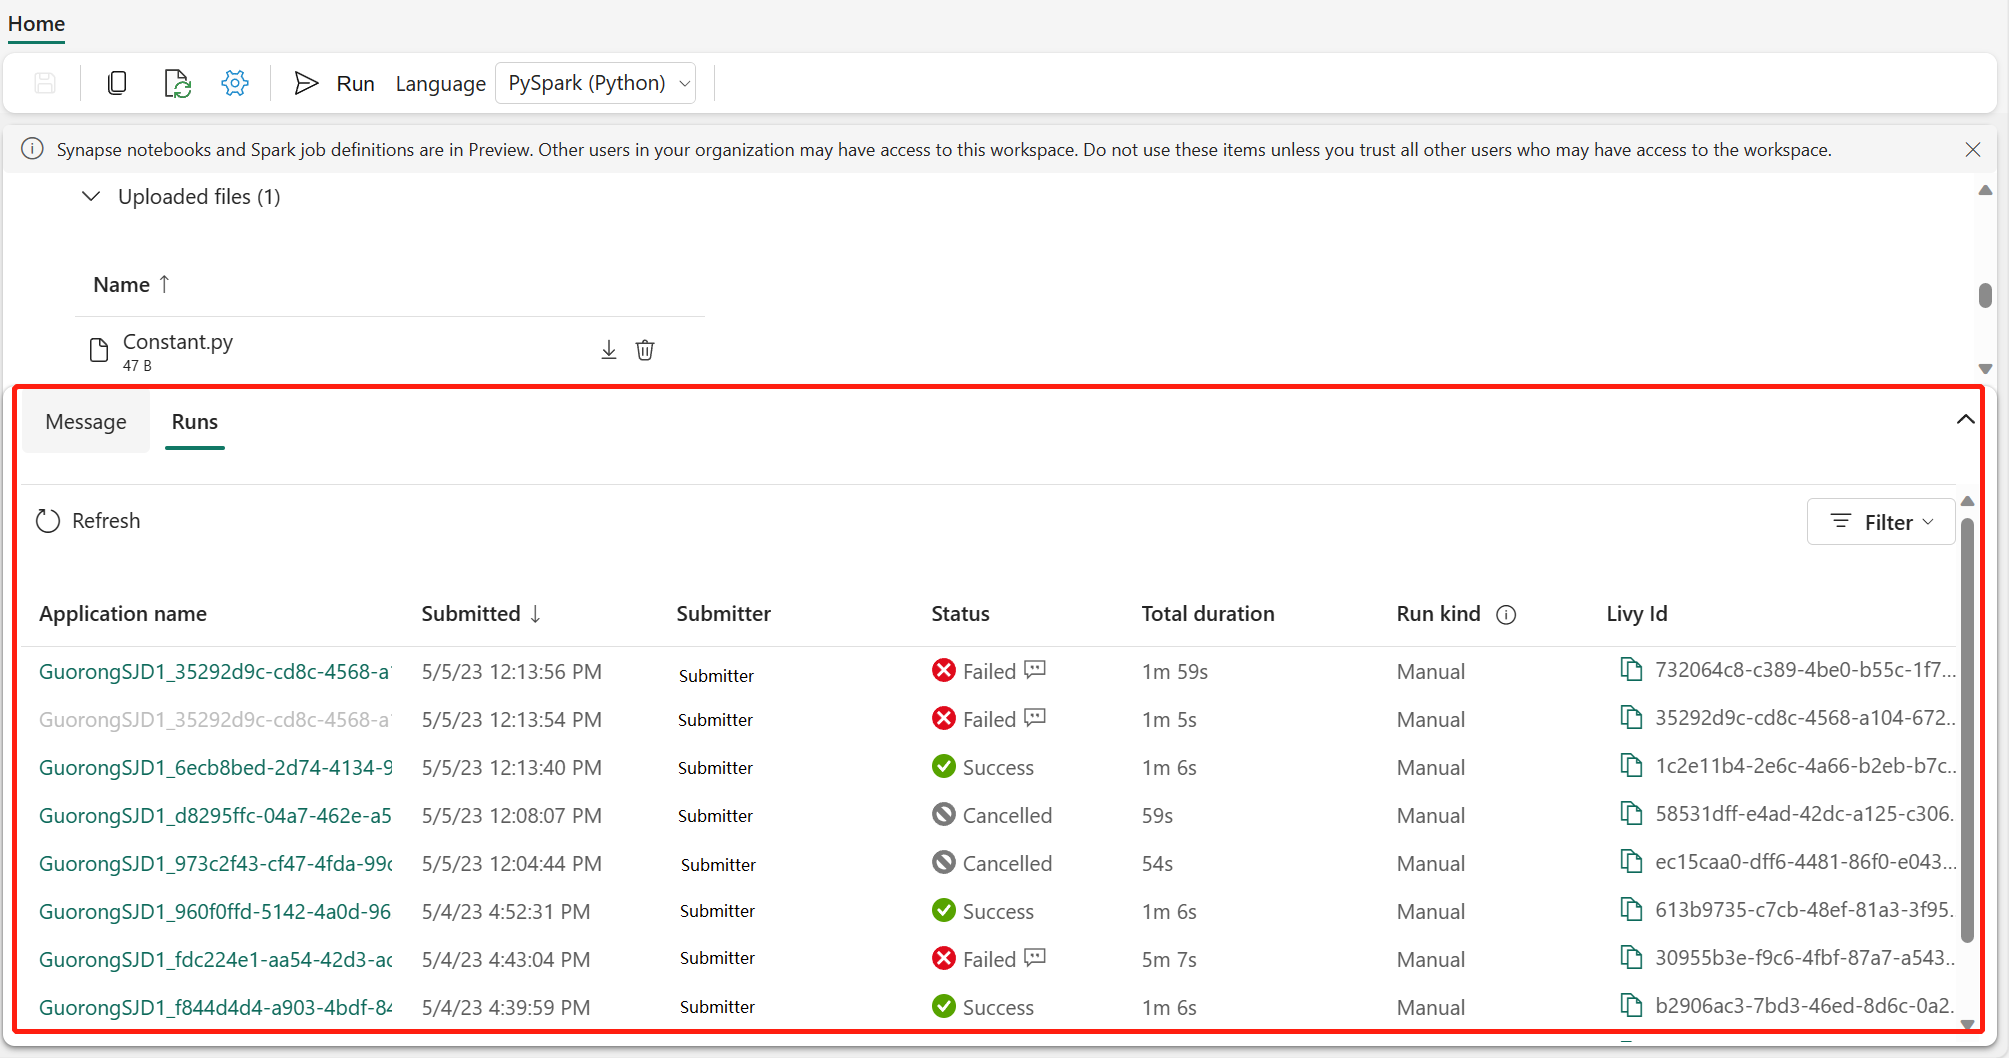 Home
Run Language PySpark (Python)
Synapse notebooks and Spark job definitions are in Preview. Other users in your organization may have access to this workspace. Do not use these items unless you trust all other users who may have access to the workspace.
Uploaded files (1)
Name ↑
Constant.py
47 B
Message Runs
Refresh Filter
Application name Submitted ↓ Submitter Status Total duration Run kind Livy Id
GuorongSJD1_35292d9c-cd8c-4568-a 5/5/23 12:13:56 PM Submitter Failed 1m 59s Manual 732064c8-c389-4be0-b55c-1f7...
GuorongSJD1_35292d9c-cd8c-4568-a 5/5/23 12:13:54 PM Submitter Failed 1m 5s Manual 35292d9c-cd8c-4568-a104-672...
GuorongSJD1_6ecb8bed-2d74-4134-9 5/5/23 12:13:40 PM Submitter Success 1m 6s Manual 1c2e11b4-2e6c-4a66-b2eb-b7c...
GuorongSJD1_d8295ffc-04a7-462e-a5 5/5/23 12:08:07 PM Submitter Cancelled 59s Manual 58531dff-e4ad-42dc-a125-c306...
GuorongSJD1_973c2f43-cf47-4fda-99c 5/5/23 12:04:44 PM Submitter Cancelled 54s Manual ec15caa0-dff6-4481-86f0-e043...
GuorongSJD1_960f0ffd-5142-4a0d-96 5/4/23 4:52:31 PM Submitter Success 1m 6s Manual 613b9735-c7cb-48ef-81a3-3f95...
GuorongSJD1_fdc224e1-aa54-42d3-ac 5/4/23 4:43:04 PM Submitter Failed 5m 7s Manual 30955b3e-f9c6-4fbf-87a7-a543...
GuorongSJD1_f844d4d4-a903-4bdf-84 5/4/23 4:39:59 PM Submitter Success 1m 6s Manual b2906ac3-7bd3-46ed-8d6c-0a2...